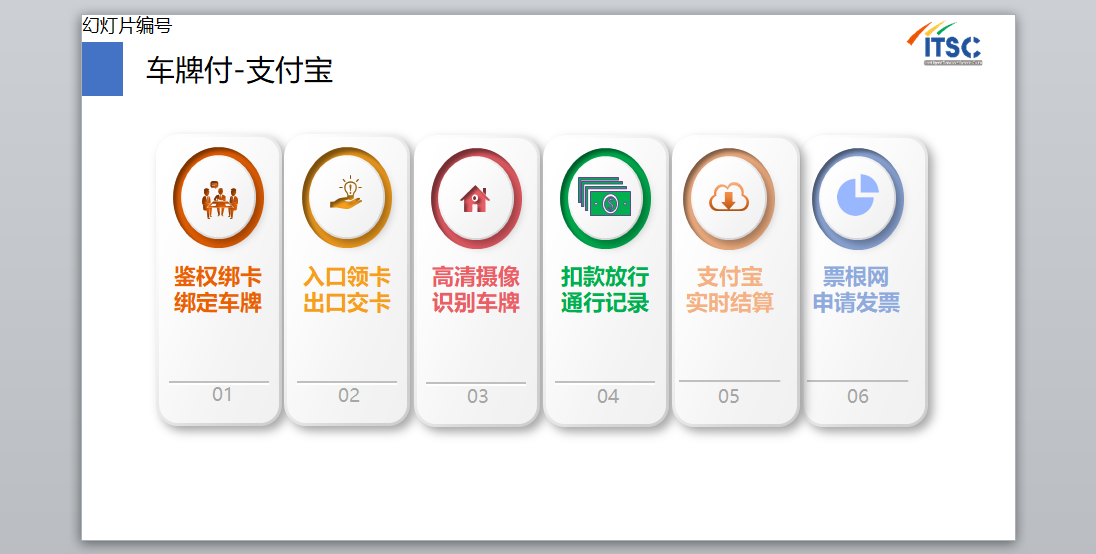 幻灯片编号
ITSC
车牌付-支付宝
鉴权绑卡
绑定车牌
01
入口领卡
出口交卡
02
高清摄像
识别车牌
03
扣款放行
通行记录
04
支付宝
实时结算
05
票根网
申请发票
06